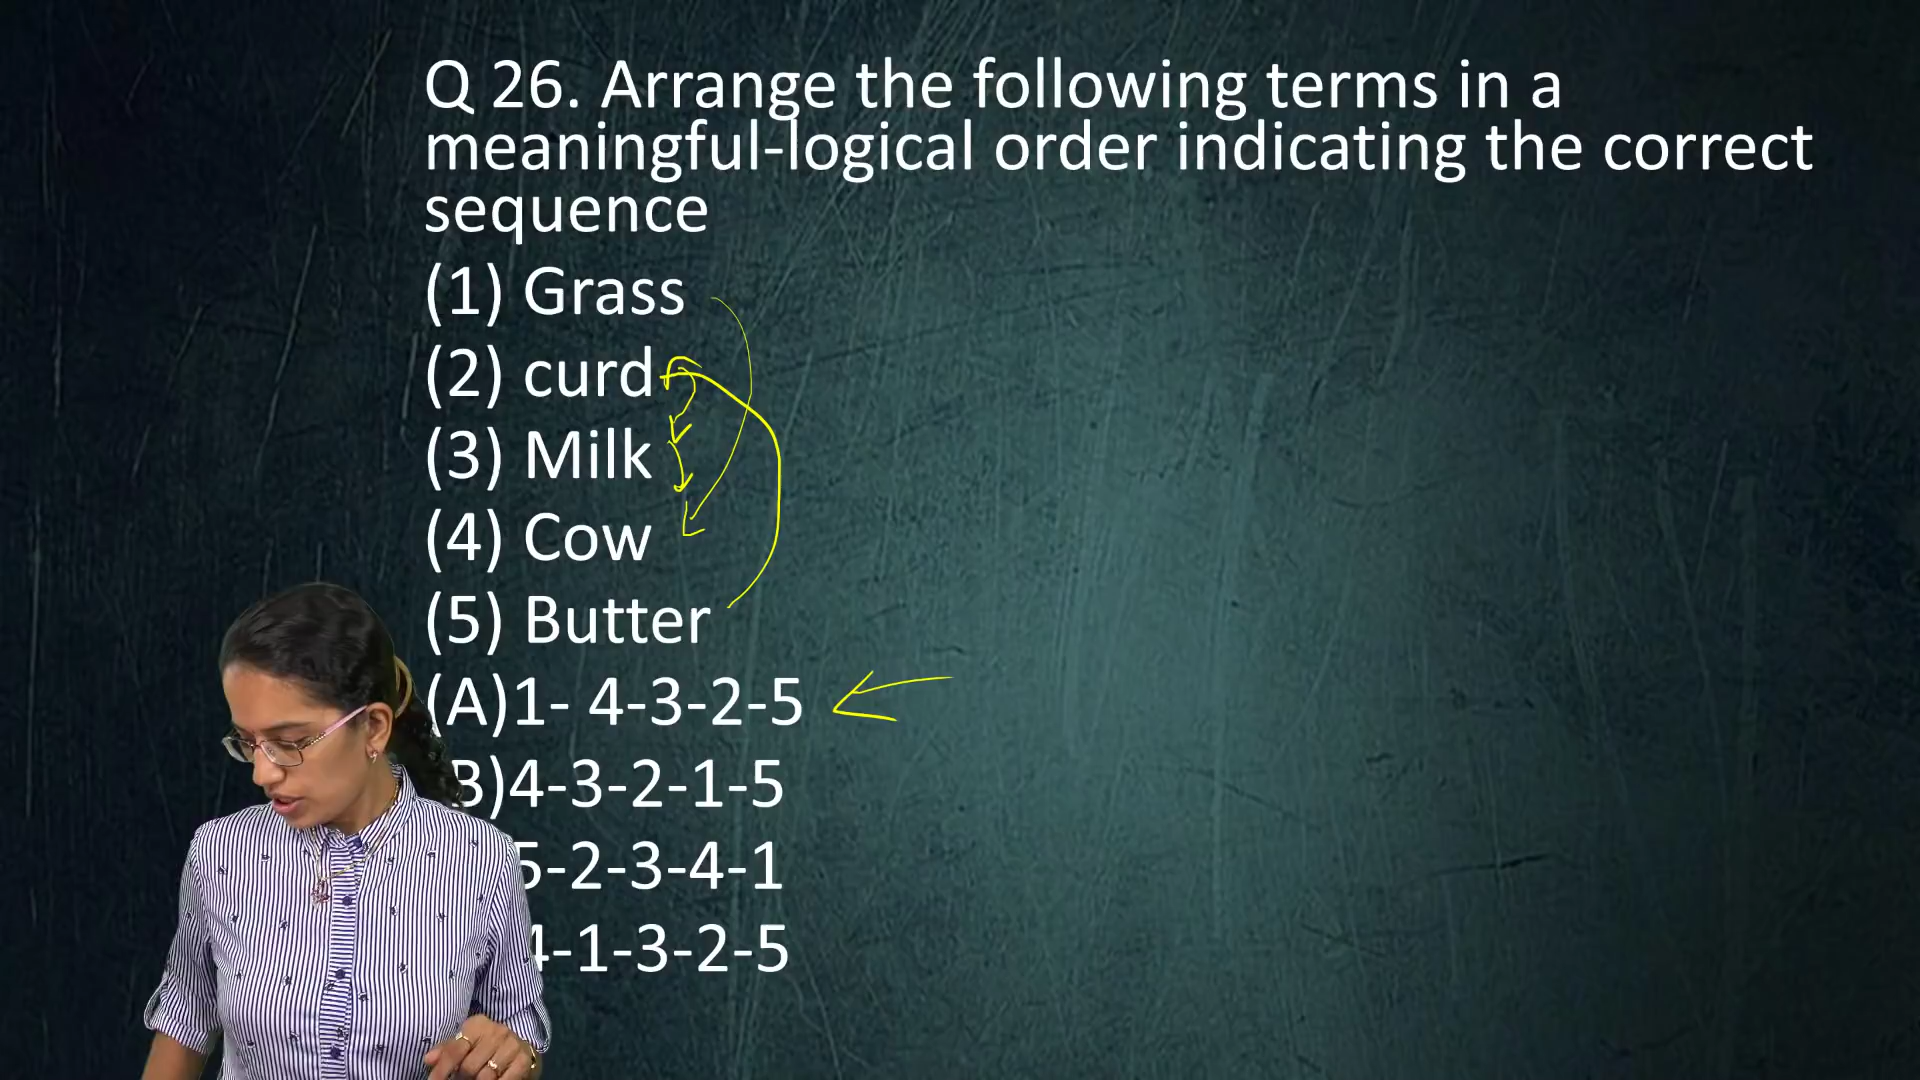 Q 26. Arrange the following terms in a
meaningful-logical order indicating the correct
sequence
(1) Grass
(2) curd
(3) Milk
(4) Cow
(5) Butter
(A)1- 4-3-2-5
B)4-3-2-1-5
5-2-3-4-1
4-1-3-2-5